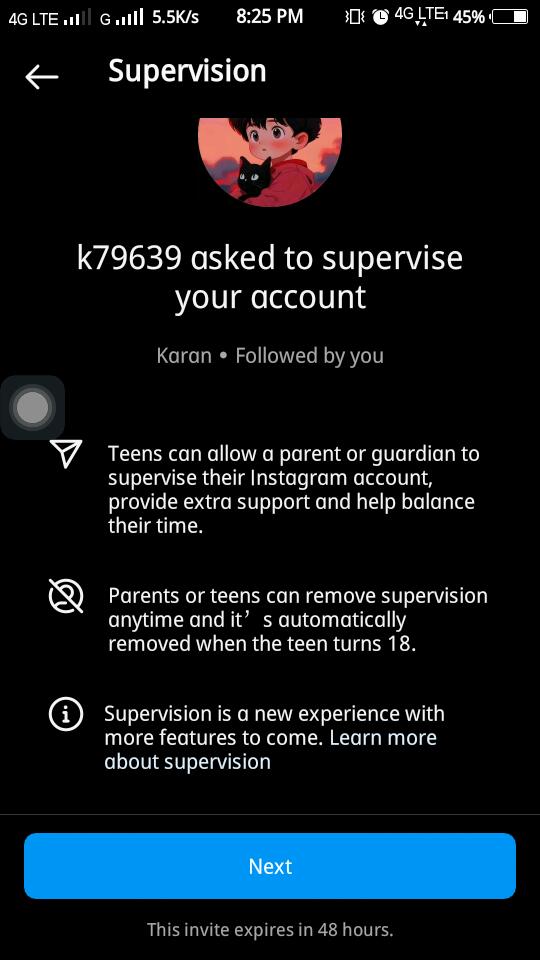 4G LTE G 5.5K/s 8:25 PM 4G LTE1 45%
Supervision
k79639 asked to supervise
your account
Karan • Followed by you
Teens can allow a parent or guardian to
supervise their Instagram account,
provide extra support and help balance
their time.
Parents or teens can remove supervision
anytime and it’s automatically
removed when the teen turns 18.
Supervision is a new experience with
more features to come. Learn more
about supervision
Next
This invite expires in 48 hours.